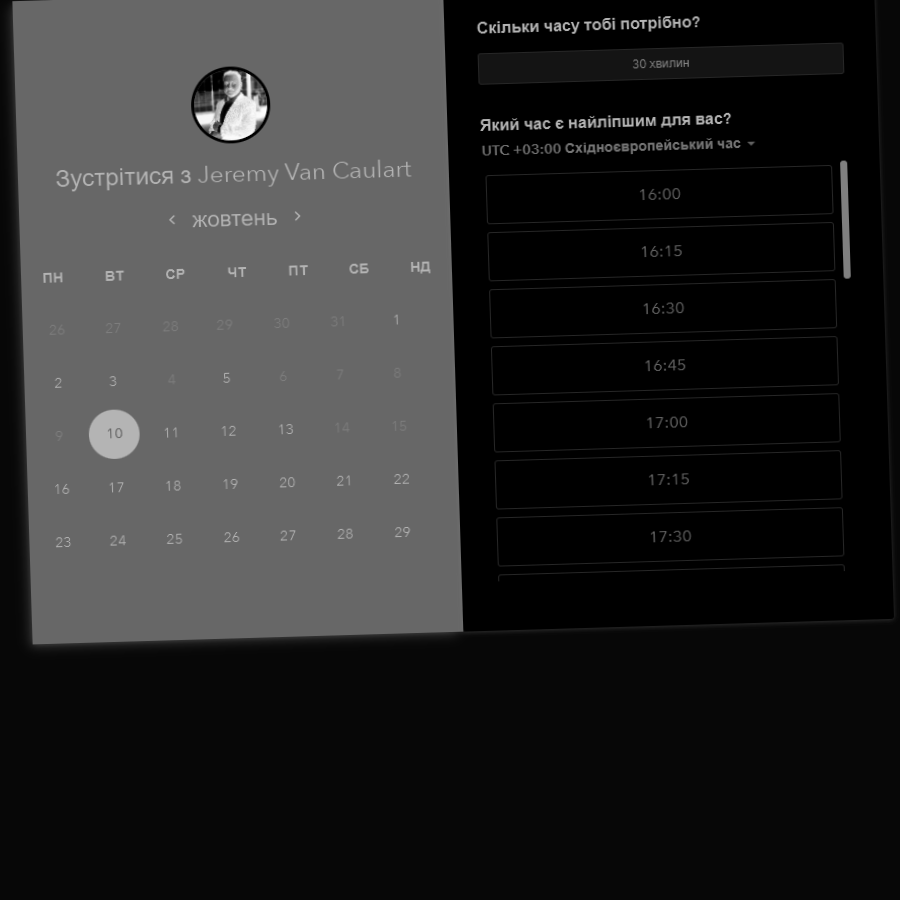 Зустрітися з Jeremy Van Caulart
‹ жовтень ›
ПН ВТ СР ЧТ ПТ СБ НД
26 27 28 29 30 31 1
2 3 4 5 6 7 8
9 10 11 12 13 14 15
16 17 18 19 20 21 22
23 24 25 26 27 28 29
Скільки часу тобі потрібно?
30 хвилин
Який час є найліпшим для вас?
UTC +03:00 Східноєвропейський час
16:00
16:15
16:30
16:45
17:00
17:15
17:30